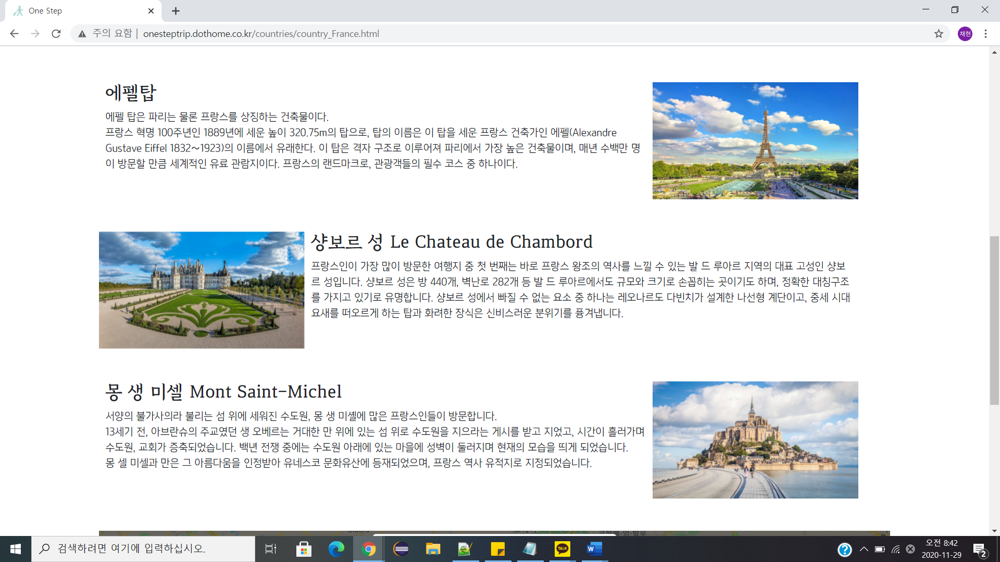 One Step
주의 요함 | onesteptrip.dothome.co.kr/countries/country_France.html
채현
에펠탑
에펠 탑은 파리는 물론 프랑스를 상징하는 건축물이다.
프랑스 혁명 100주년인 1889년에 세운 높이 320.75m의 탑으로, 탑의 이름은 이 탑을 세운 프랑스 건축가인 에펠(Alexandre
Gustave Eiffel 1832~1923)의 이름에서 유래한다. 이 탑은 격자 구조로 이루어져 파리에서 가장 높은 건축물이며, 매년 수백만 명
이 방문할 만큼 세계적인 유료 관람지이다. 프랑스의 랜드마크로, 관광객들의 필수 코스 중 하나이다.
샹보르 성 Le Chateau de Chambord
프랑스인이 가장 많이 방문한 여행지 중 첫 번째는 바로 프랑스 왕조의 역사를 느낄 수 있는 발 드 루아르 지역의 대표 고성인 샹보
르 성입니다. 샹보르 성은 방 440개, 벽난로 282개 등 발 드 루아르에서도 규모와 크기로 손꼽히는 곳이기도 하며, 정확한 대칭구조
를 가지고 있기로 유명합니다. 샹보르 성에서 빠질 수 없는 요소 중 하나는 레오나르도 다빈치가 설계한 나선형 계단이고, 중세 시대
요새를 떠오르게 하는 탑과 화려한 장식은 신비스러운 분위기를 풍겨냅니다.
몽 생 미셸 Mont Saint-Michel
서양의 불가사의라 불리는 섬 위에 세워진 수도원, 몽 생 미셸에 많은 프랑스인들이 방문합니다.
13세기 전, 아브란슈의 주교였던 생 오베르는 거대한 만 위에 있는 섬 위로 수도원을 지으라는 게시를 받고 지었고, 시간이 흘러가며
수도원, 교회가 증축되었습니다. 백년 전쟁 중에는 수도원 아래에 있는 마을에 성벽이 둘러지며 현재의 모습을 띄게 되었습니다.
몽 셸 미셸과 만은 그 아름다움을 인정받아 유네스코 문화유산에 등재되었으며, 프랑스 역사 유적지로 지정되었습니다.
검색하려면 여기에 입력하십시오.
TALK
오전 8:42
2020-11-29
2